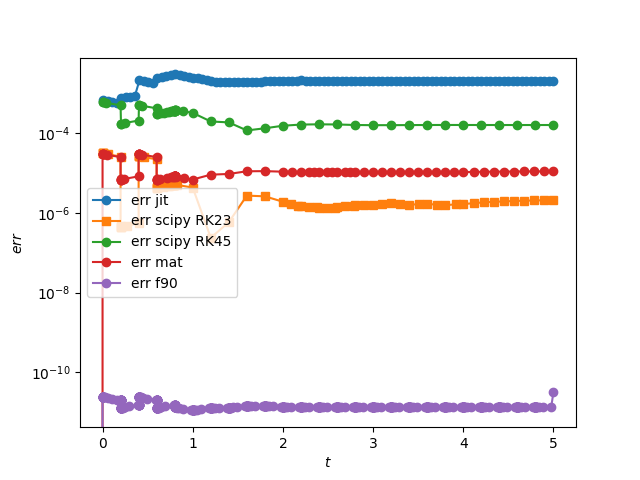 10⁻⁴
10⁻⁶
10⁻⁸
10⁻¹⁰
err
err jit
err scipy RK23
err scipy RK45
err mat
err f90
0 1 2 3 4 5
t